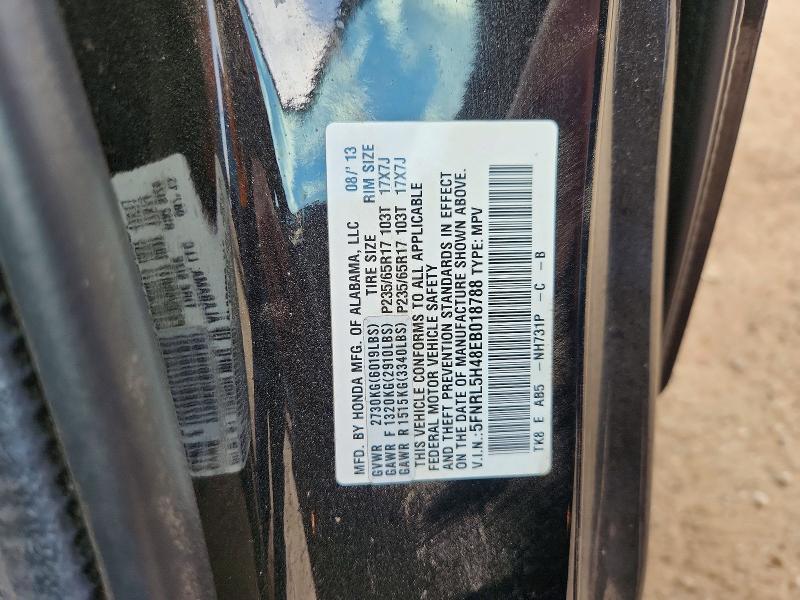 MFD. BY HONDA MFG. OF ALABAMA, LLC 08/' 13
GVWR 2730KG(6019LBS) TIRE SIZE RIM SIZE
GAWR F 1320KG(2910LBS) P235/65R17 103T 17X7J
GAWR R 1515KG(3340LBS) P235/65R17 103T 17X7J
THIS VEHICLE CONFORMS TO ALL APPLICABLE
FEDERAL MOTOR VEHICLE SAFETY
AND THEFT PREVENTION STANDARDS IN EFFECT
ON THE DATE OF MANUFACTURE SHOWN ABOVE.
V.I.N.: 5FNRL5H48EB018788 TYPE: MPV
TK8 E AB5 -NH731P -C -B